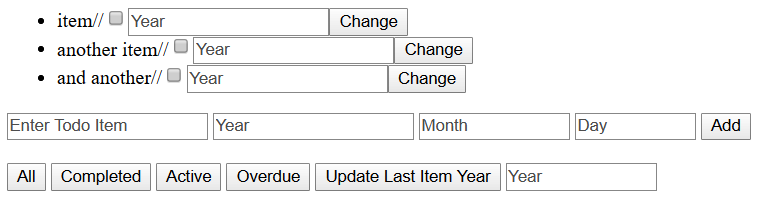 item// Year Change
another item// Year Change
and another// Year Change
Enter Todo Item Year Month Day Add
All Completed Active Overdue Update Last Item Year Year